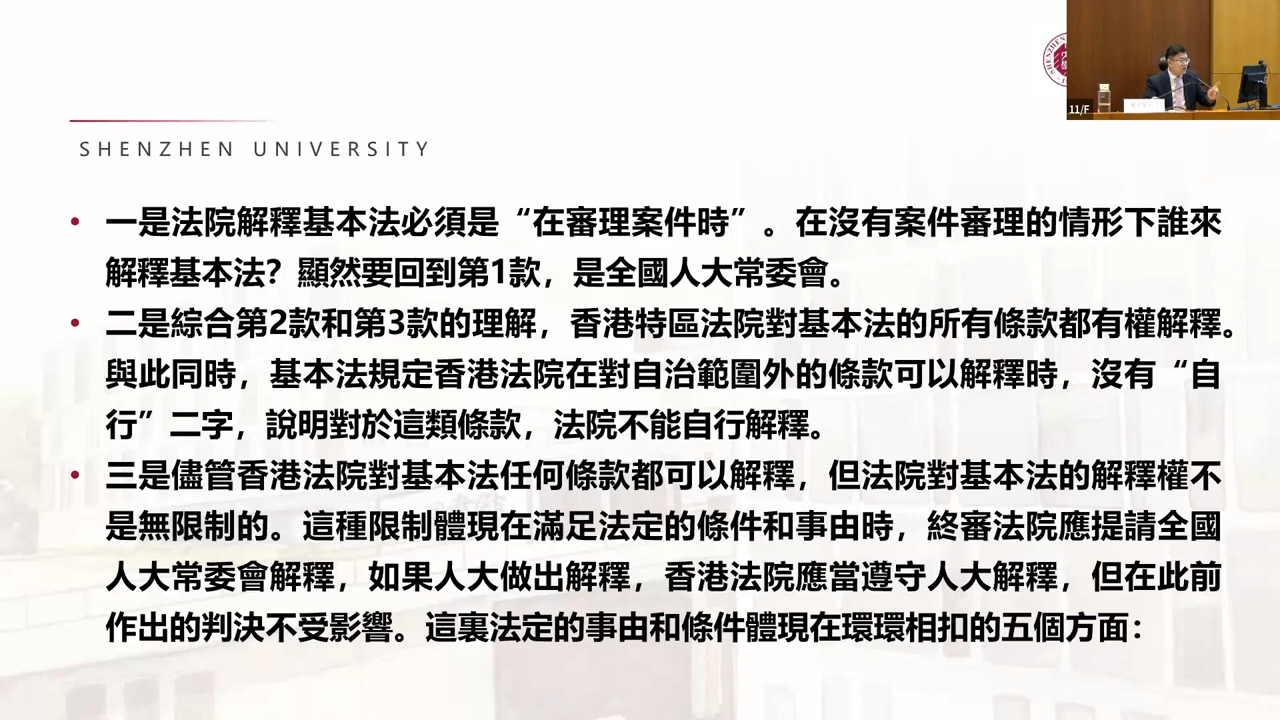 SHENZHEN UNIVERSITY
11/F
• 一是法院解釋基本法必須是“在審理案件時”。在沒有案件審理的情形下誰來
解釋基本法？顯然要回到第1款，是全國人大常委會。
• 二是綜合第2款和第3款的理解，香港特區法院對基本法的所有條款都有權解釋。
與此同時，基本法規定香港法院在對自治範圍外的條款可以解釋時，沒有“自
行”二字，說明對於這類條款，法院不能自行解釋。
• 三是儘管香港法院對基本法任何條款都可以解釋，但法院對基本法的解釋權不
是無限制的。這種限制體現在滿足法定的條件和事由時，終審法院應提請全國
人大常委會解釋，如果人大做出解釋，香港法院應當遵守人大解釋，但在此前
作出的判決不受影響。這裏法定的事由和條件體現在環環相扣的五個方面：